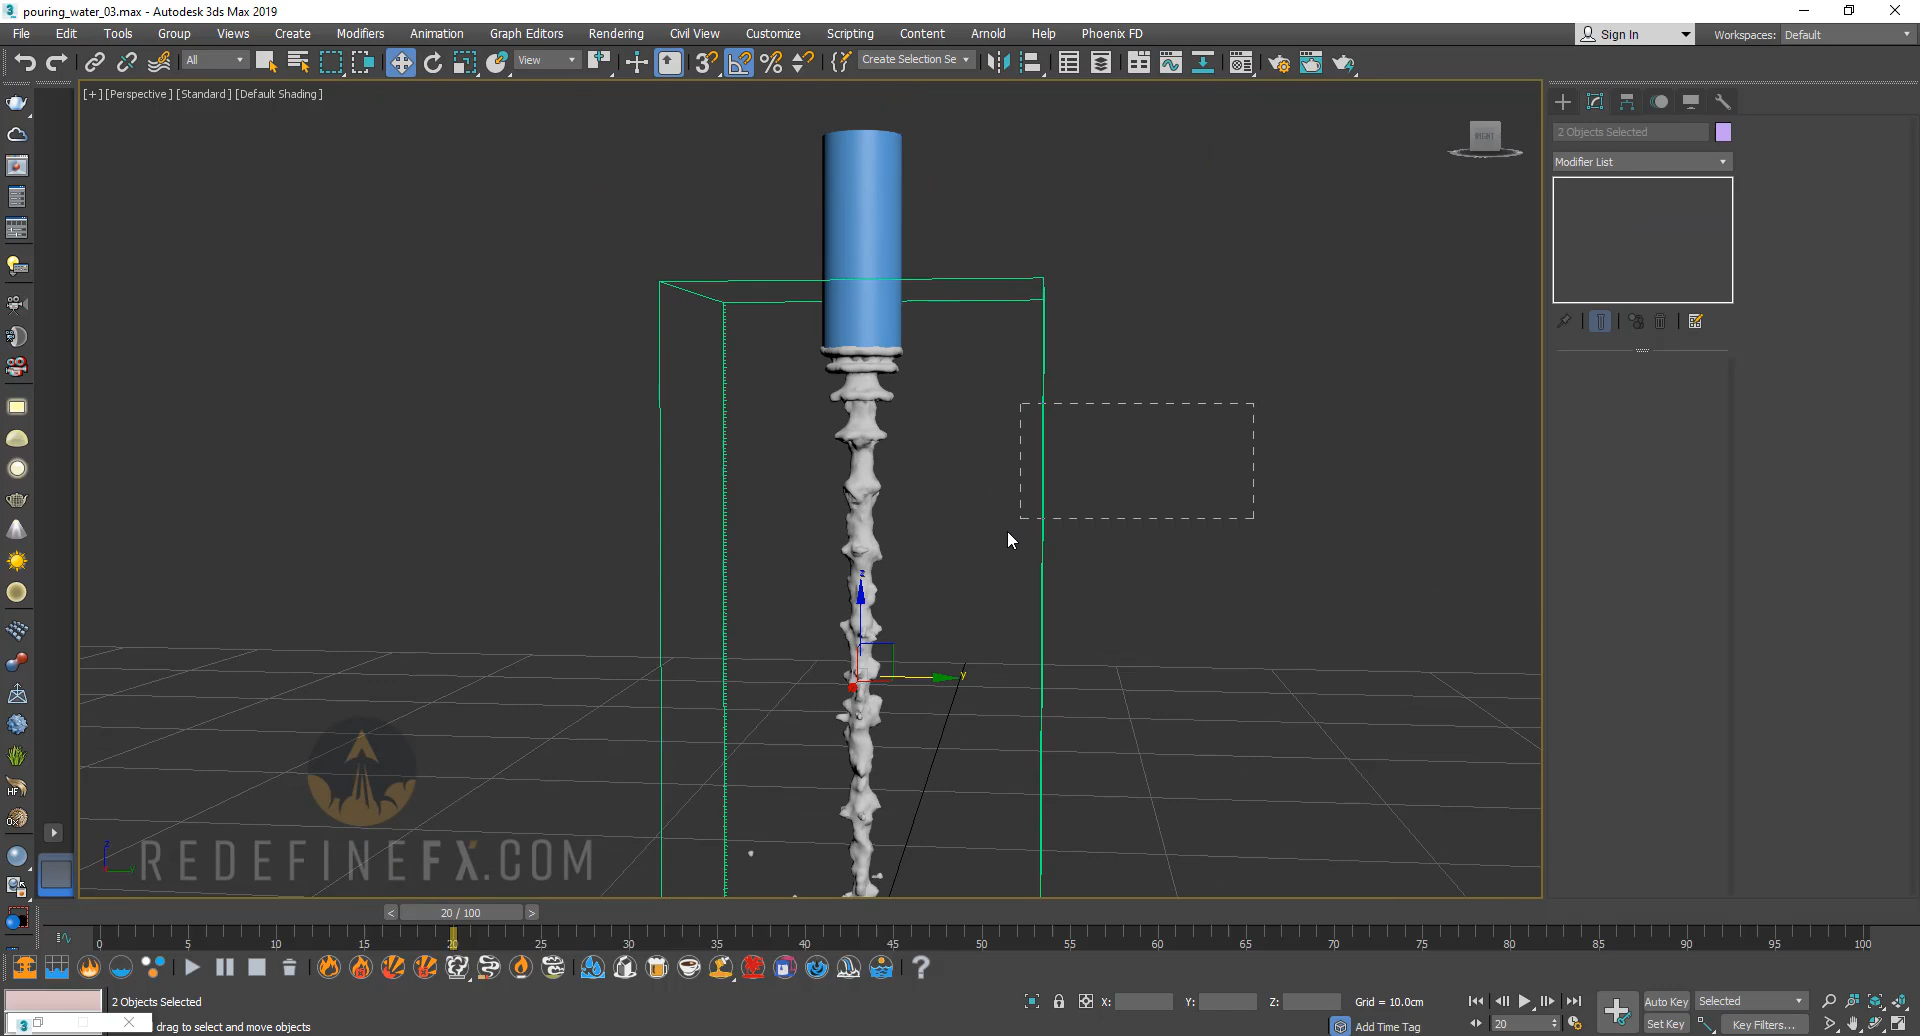 pouring_water_03.max - Autodesk 3ds Max 2019
File Edit Tools Group Views Create Modifiers Animation Graph Editors Rendering Civil View Customize Scripting Content Arnold Help Phoenix FD
Sign In
Workspaces: Default
All
View
Create Selection Se
[+] [Perspective] [Standard] [Default Shading]
RIGHT
2 Objects Selected
Modifier List
z
y
HF
z
REDEFINEFX.COM
< 20 / 100 >
0 5 10 15 20 25 30 35 40 45 50 55 60 65 70 75 80 85 90 95 100
2 Objects Selected
X: Y: Z: Grid = 10.0cm
Auto Key Selected
drag to select and move objects
Add Time Tag
20
Set Key Key Filters...